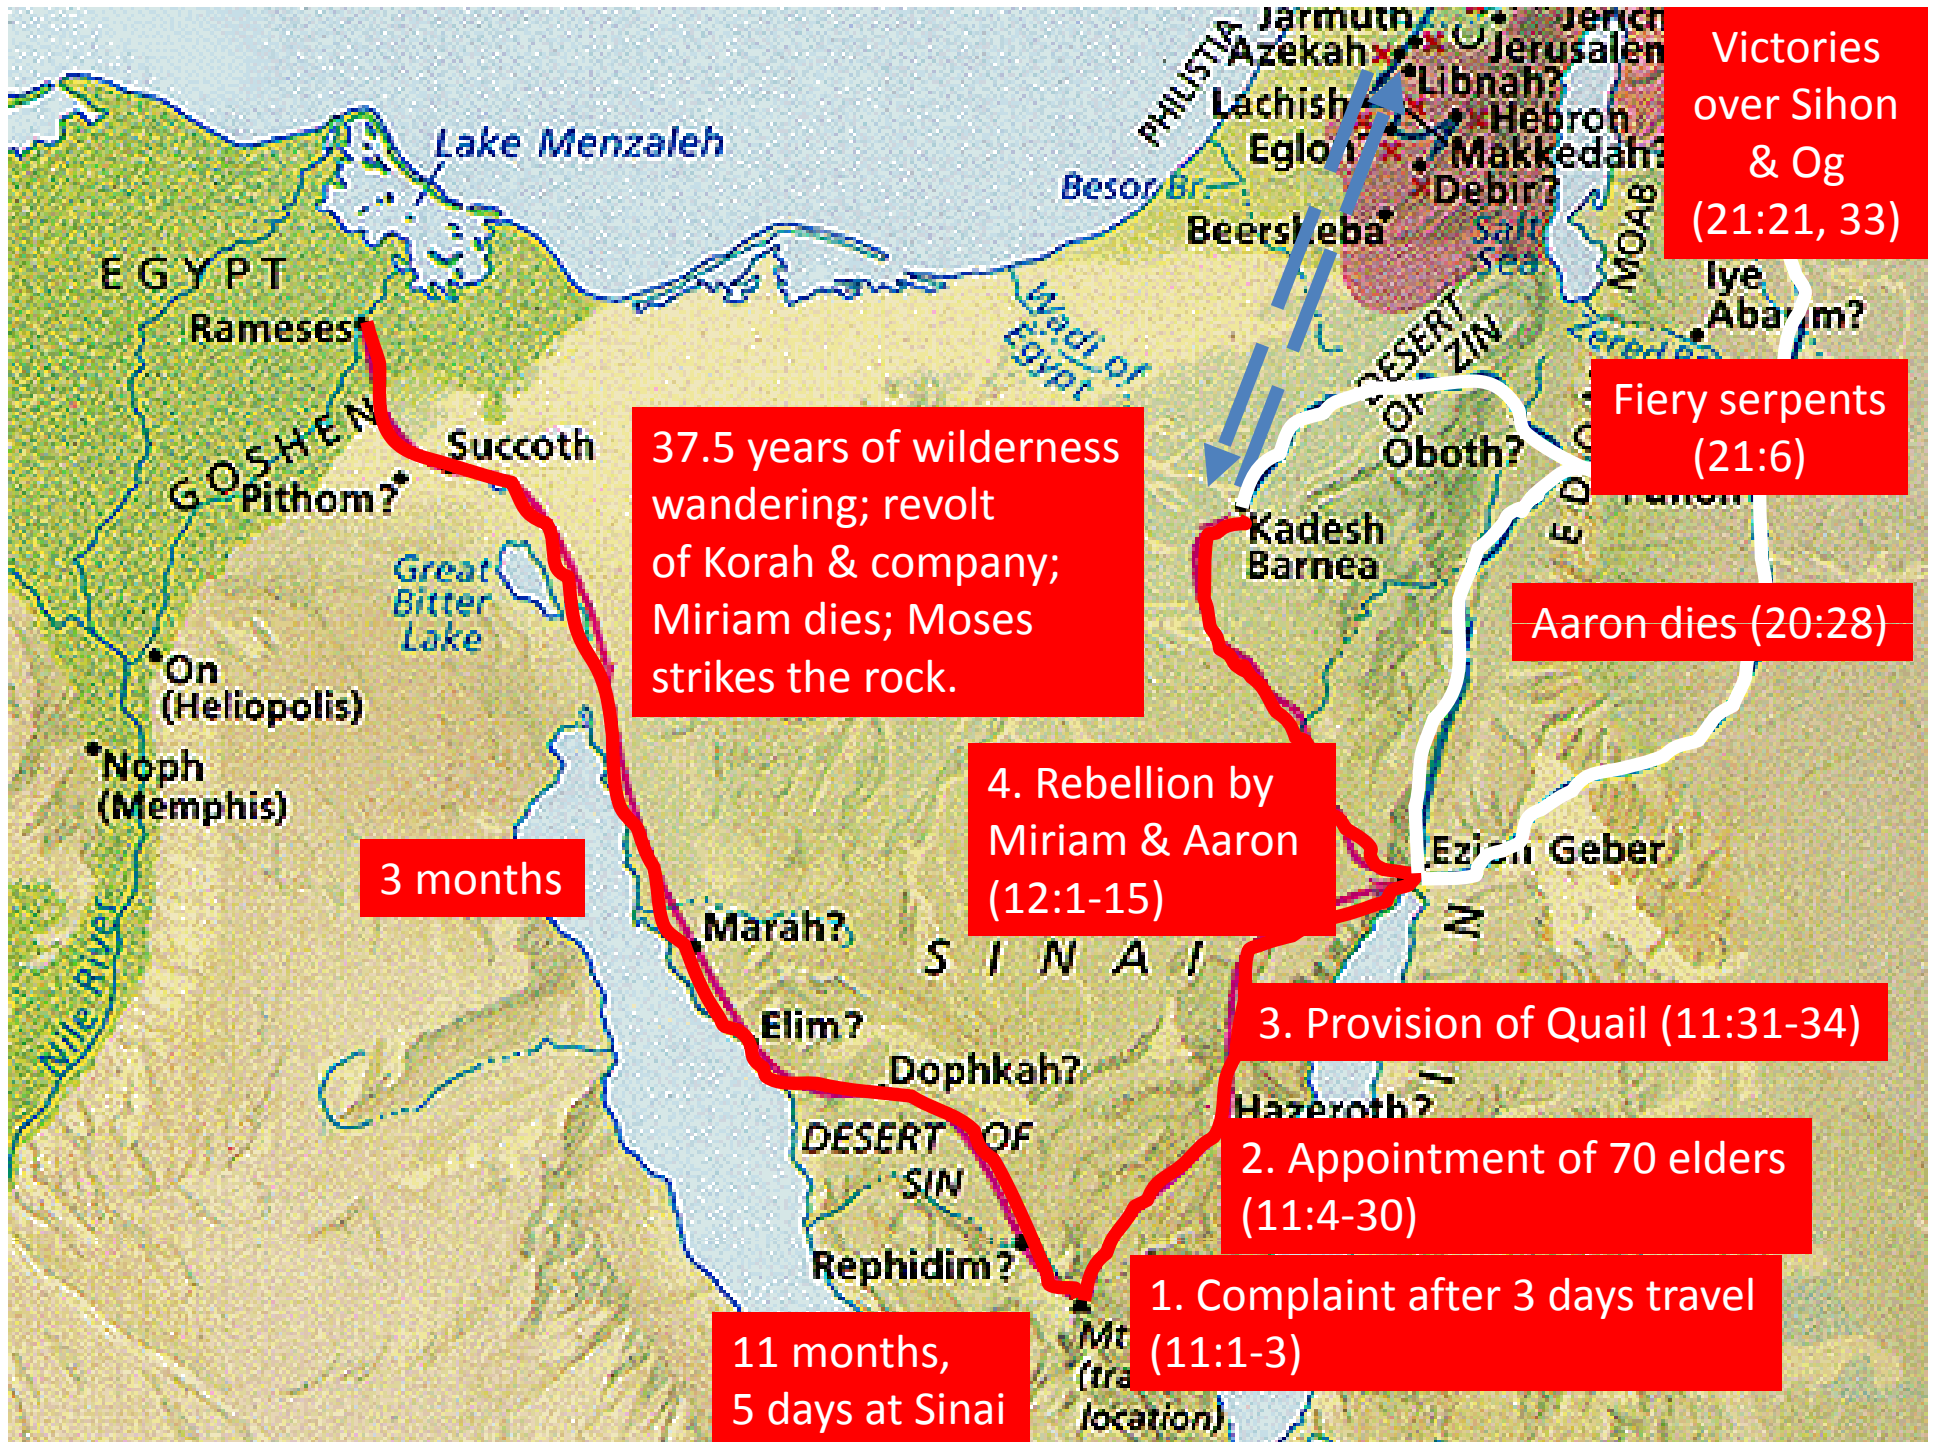 Jarmuth
Azekah
Jerusalem
Libnah?
Lachish
Hebron
Eglon
Makkedah?
Debir?
PHILISTIA
Besor Br
Beersheba
Salt
Sea
MOAB
Victories
over Sihon
& Og
(21:21, 33)
Iye
Abarim?
Lake Menzaleh
EGYPT
Rameses
Wadi of
Egypt
DESERT
OF ZIN
Zered
Fiery serpents
(21:6)
GOSHEN
Succoth
Pithom?
Oboth?
37.5 years of wilderness
wandering; revolt
of Korah & company;
Miriam dies; Moses
strikes the rock.
Kadesh
Barnea
Great
Bitter
Lake
Aaron dies (20:28)
On
(Heliopolis)
Noph
(Memphis)
4. Rebellion by
Miriam & Aaron
(12:1-15)
3 months
Ezion Geber
Marah?
SINAI
Nile River
Elim?
3. Provision of Quail (11:31-34)
Dophkah?
Hazeroth?
DESERT OF
SIN
2. Appointment of 70 elders
(11:4-30)
Rephidim?
1. Complaint after 3 days travel
(11:1-3)
11 months,
5 days at Sinai
Mt
location)